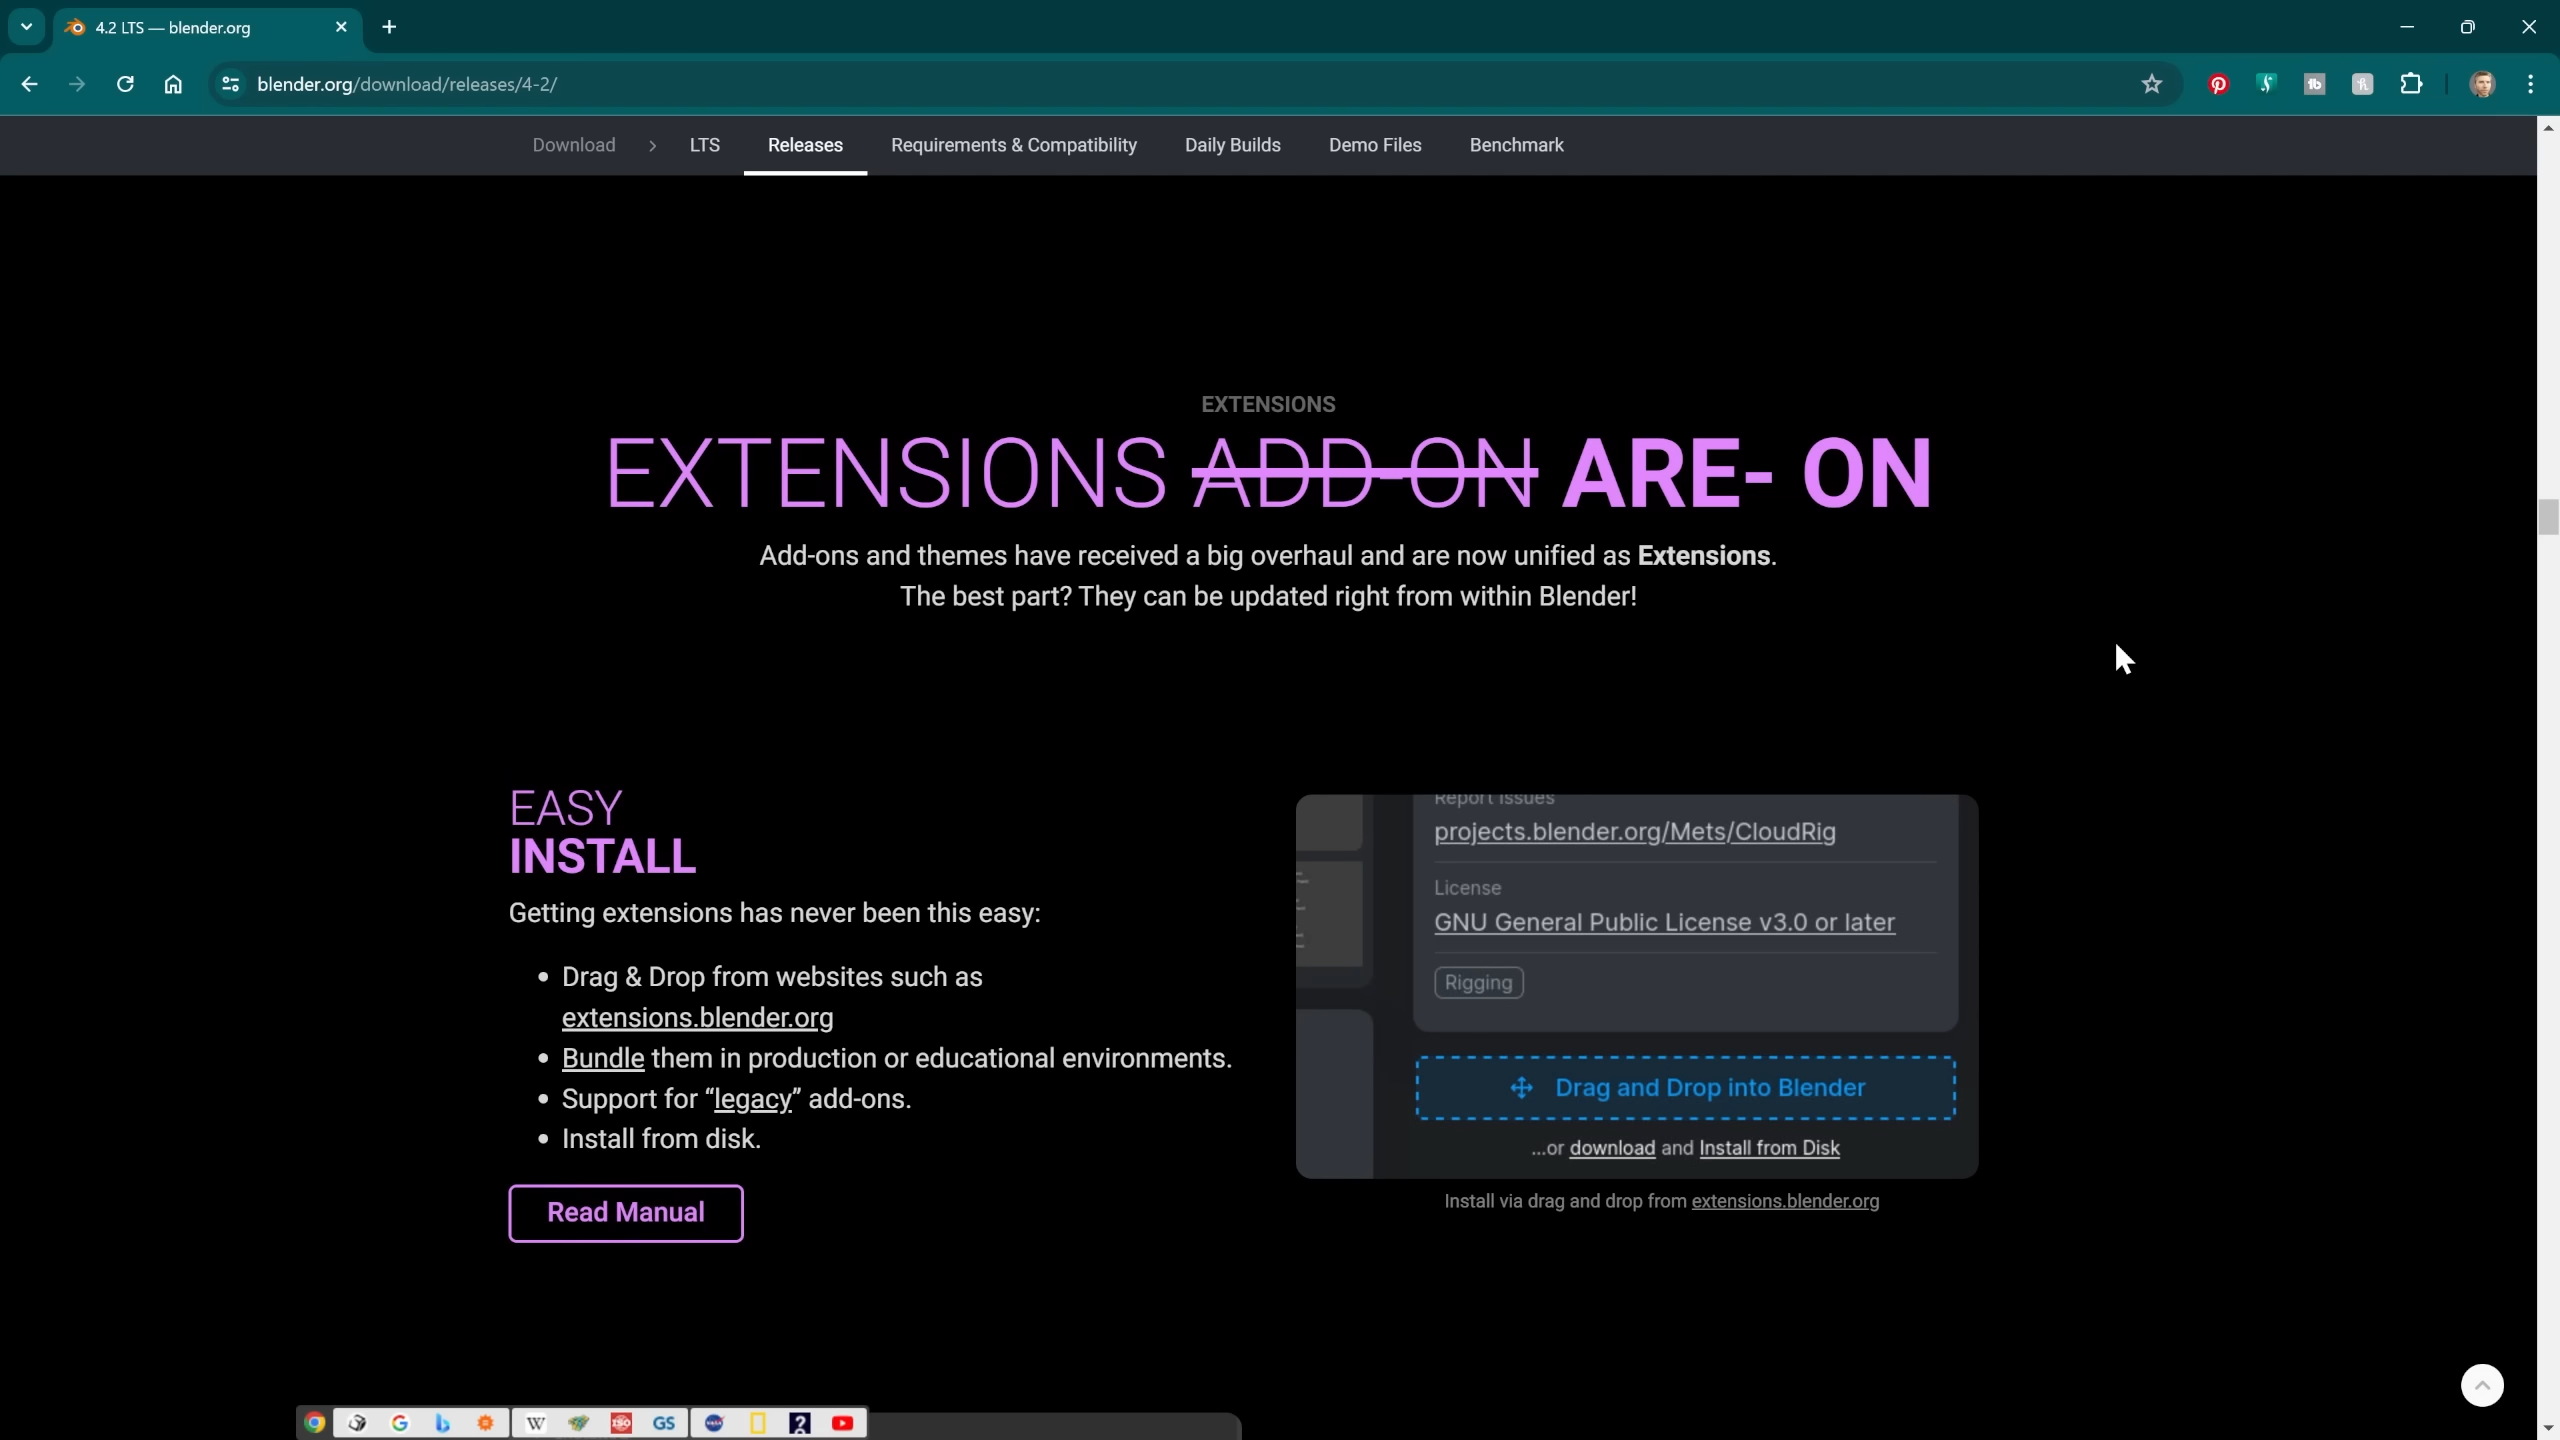 4.2 LTS — blender.org
blender.org/download/releases/4-2/
Download > LTS Releases Requirements & Compatibility Daily Builds Demo Files Benchmark
EXTENSIONS
EXTENSIONS ADD-ON ARE- ON
Add-ons and themes have received a big overhaul and are now unified as Extensions.
The best part? They can be updated right from within Blender!
EASY
INSTALL
Getting extensions has never been this easy:
• Drag & Drop from websites such as
extensions.blender.org
• Bundle them in production or educational environments.
• Support for “legacy” add-ons.
• Install from disk.
Read Manual
Report Issues
projects.blender.org/Mets/CloudRig
License
GNU General Public License v3.0 or later
Rigging
Drag and Drop into Blender
...or download and Install from Disk
Install via drag and drop from extensions.blender.org
W ISO GS